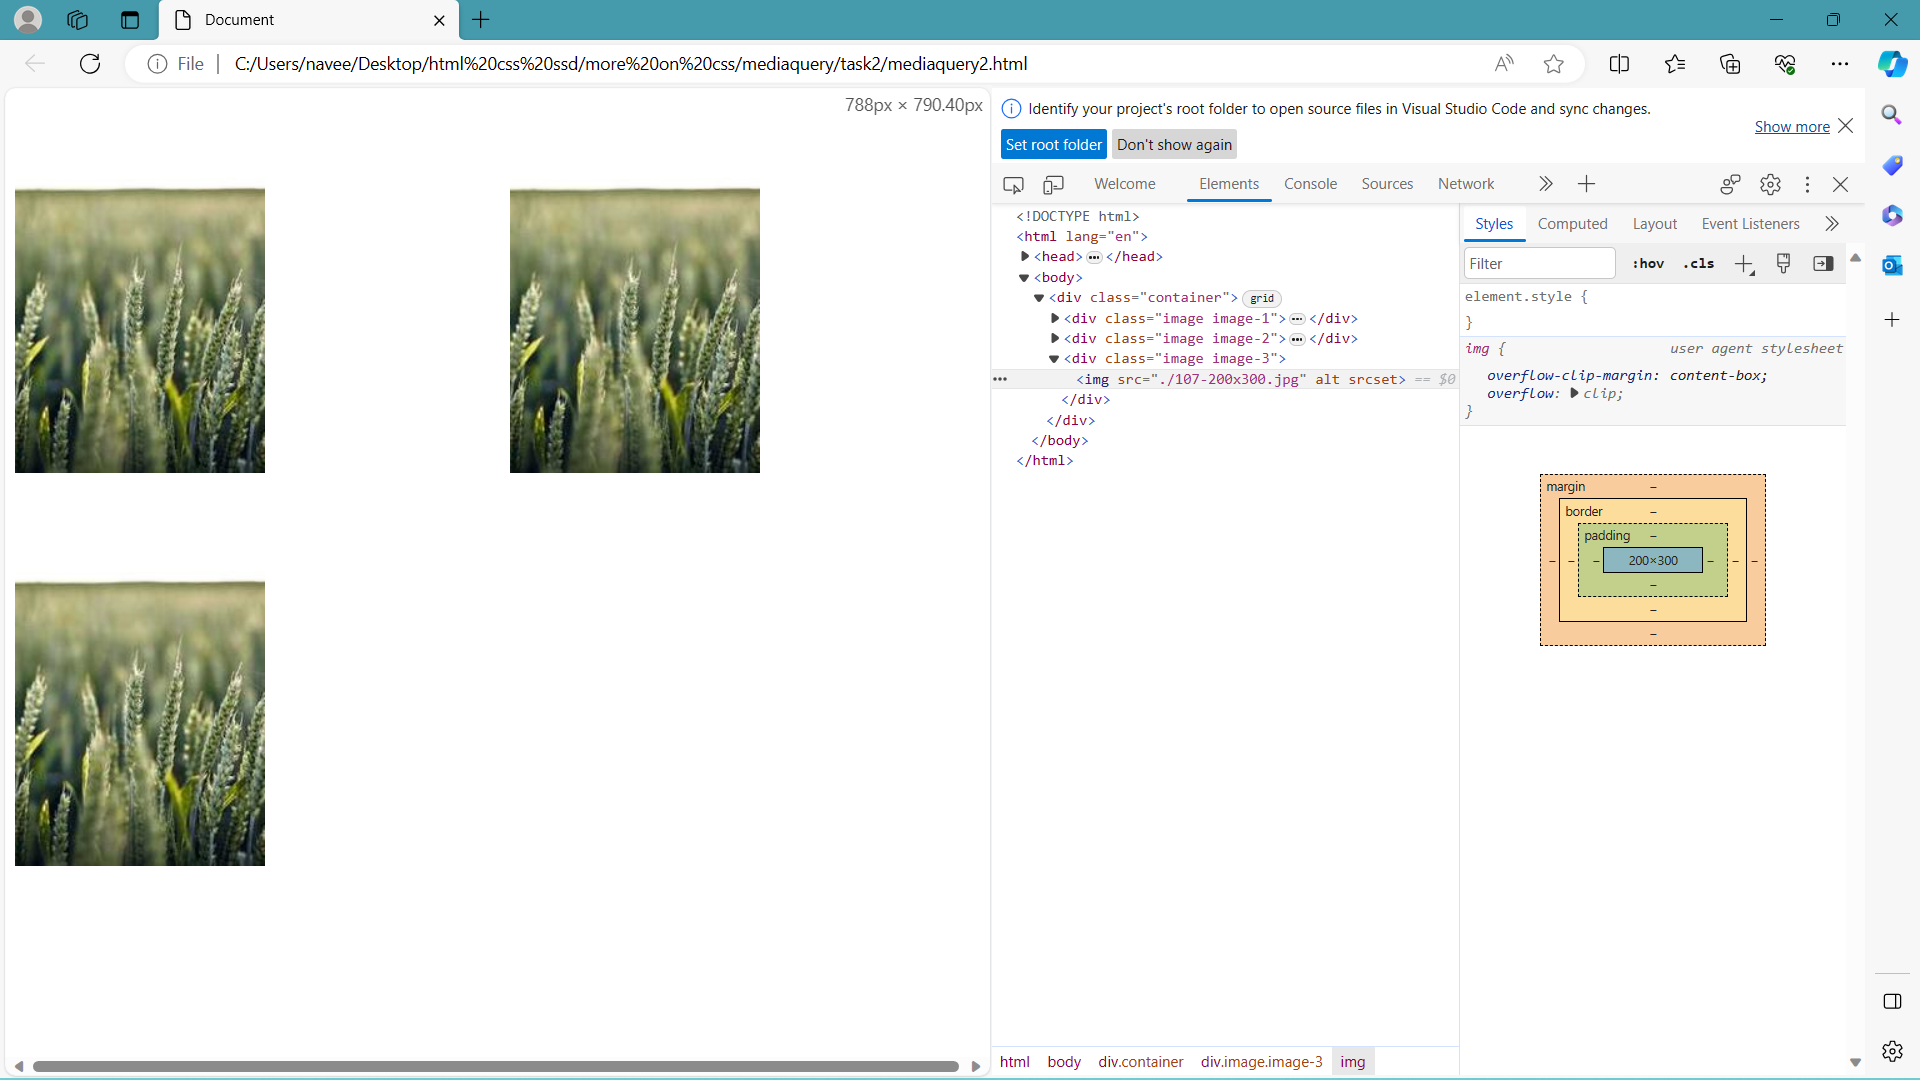 Document
File
C:/Users/navee/Desktop/html%20css%20ssd/more%20on%20css/mediaquery/task2/mediaquery2.html
788px × 790.40px
Identify your project's root folder to open source files in Visual Studio Code and sync changes.
Show more
Set root folder
Don't show again
Welcome
Elements
Console
Sources
Network
<!DOCTYPE html>
<html lang="en">
<head> ••• </head>
<body>
<div class="container"> grid
<div class="image image-1"> ••• </div>
<div class="image image-2"> ••• </div>
<div class="image image-3">
••• <img src="./107-200x300.jpg" alt srcset> == $0
</div>
</div>
</body>
</html>
html
body
div.container
div.image.image-3
img
Styles
Computed
Layout
Event Listeners
Filter
:hov
.cls
element.style {
}
img {
user agent stylesheet
overflow-clip-margin: content-box;
overflow: clip;
}
margin –
border –
padding –
– – – 200×300 – – –
–
–
–